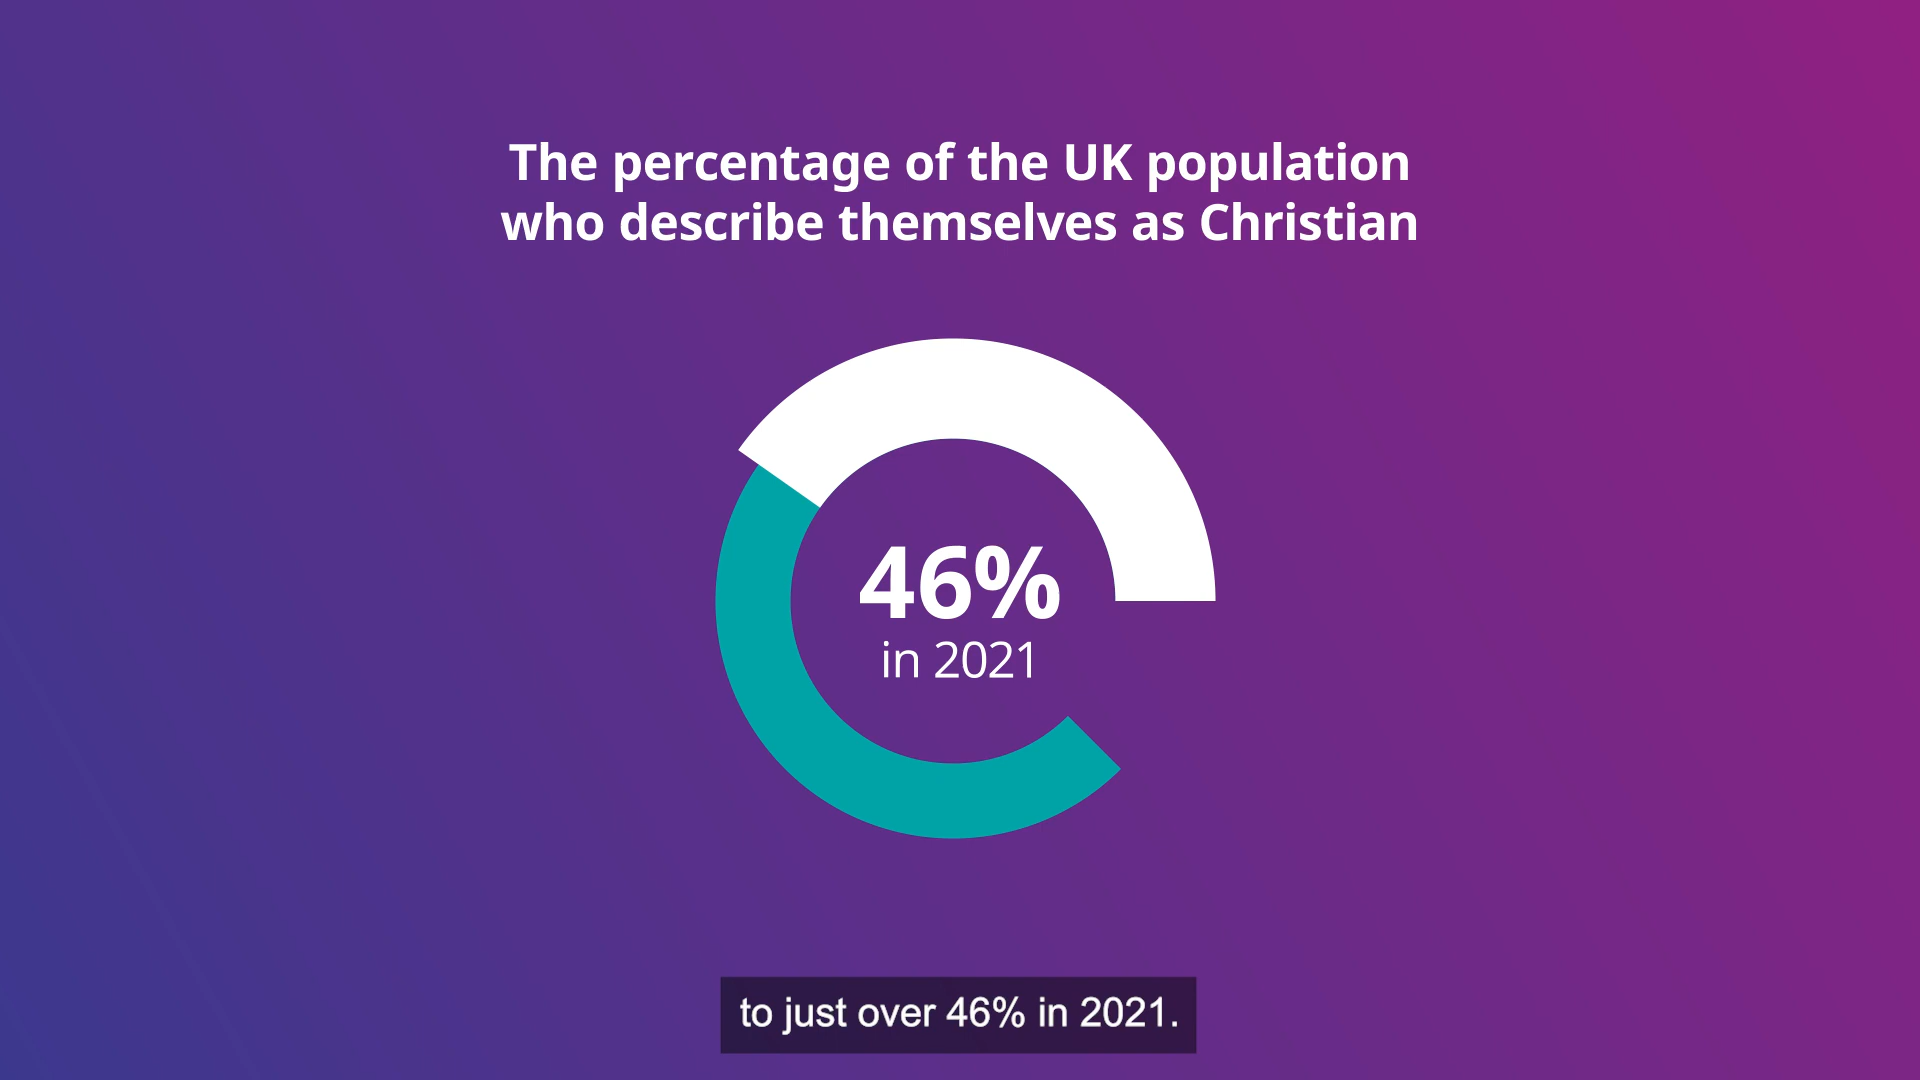 The percentage of the UK population
who describe themselves as Christian
46%
in 2021
to just over 46% in 2021.